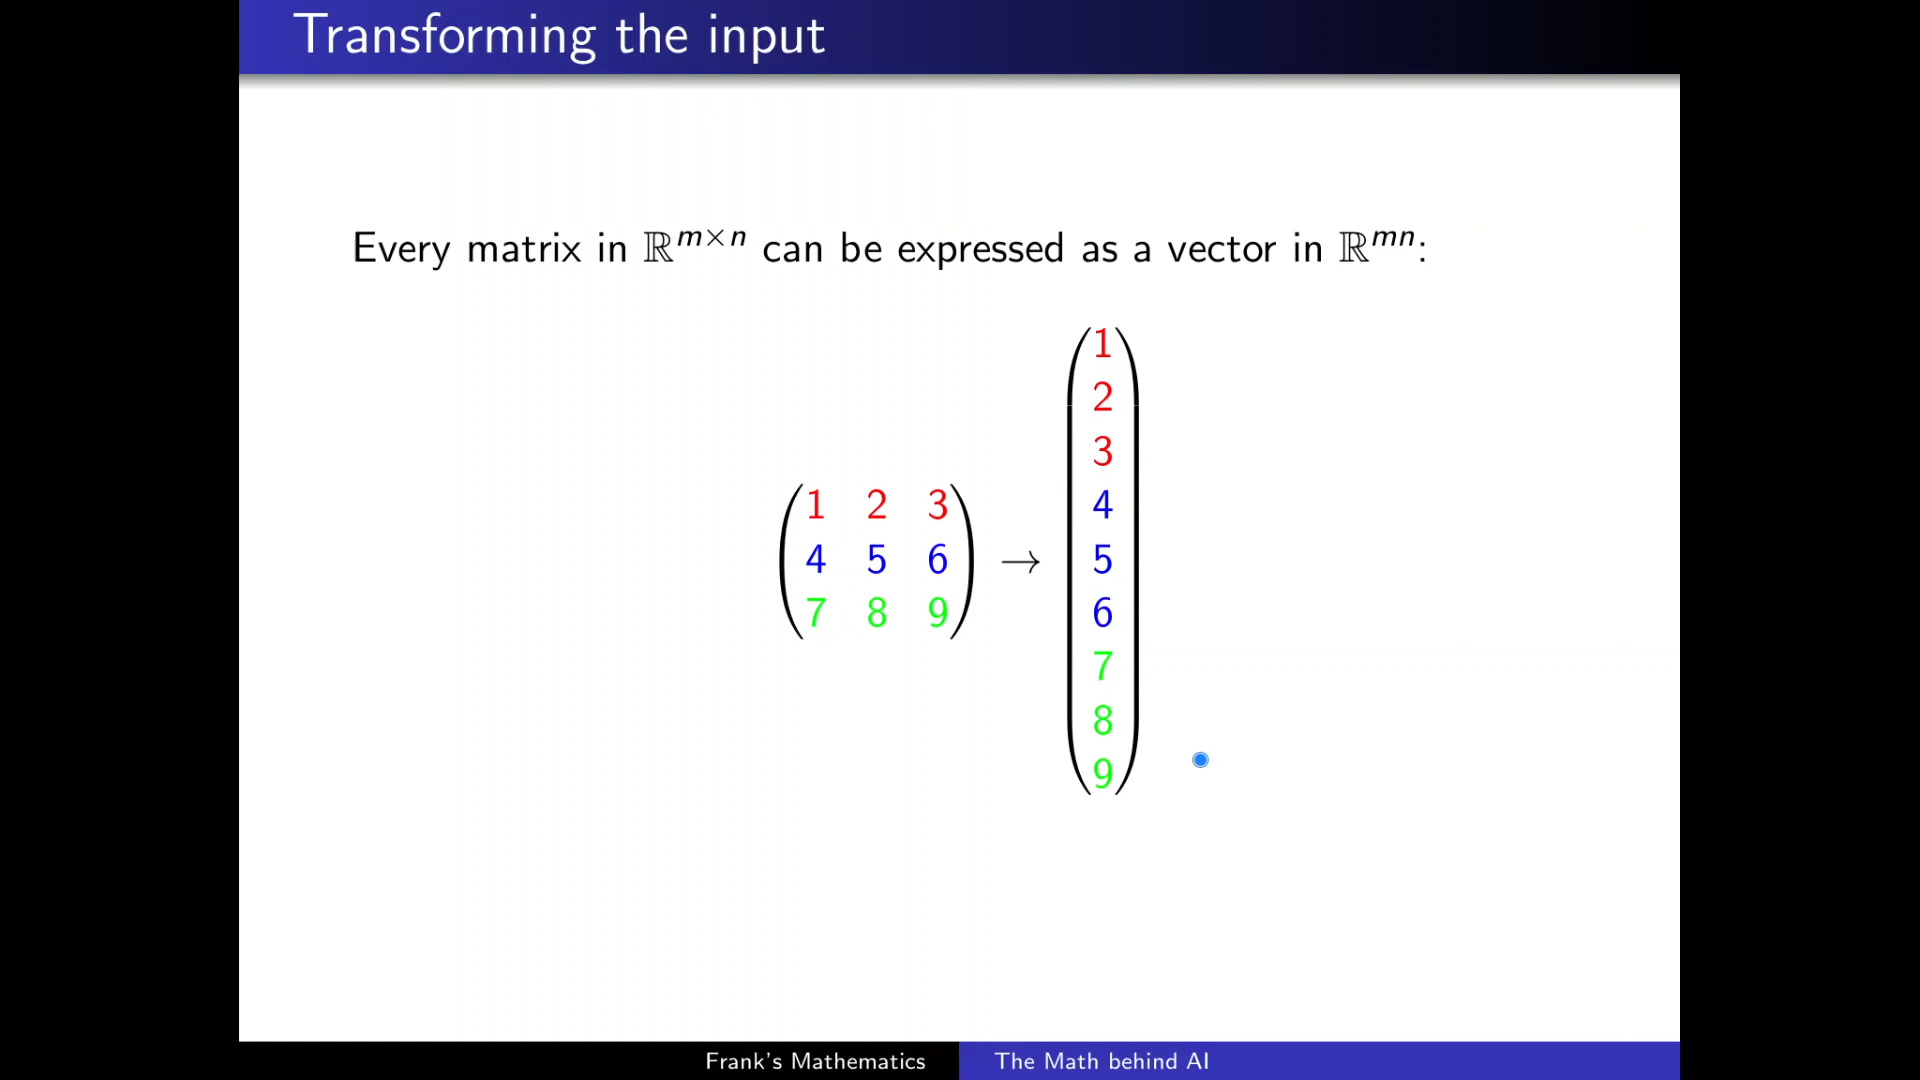 Transforming the input
Every matrix in ℝ^{m×n} can be expressed as a vector in ℝ^{mn}:
1 2 3
4 5 6
7 8 9
→
1
2
3
4
5
6
7
8
9
Frank's Mathematics
The Math behind AI